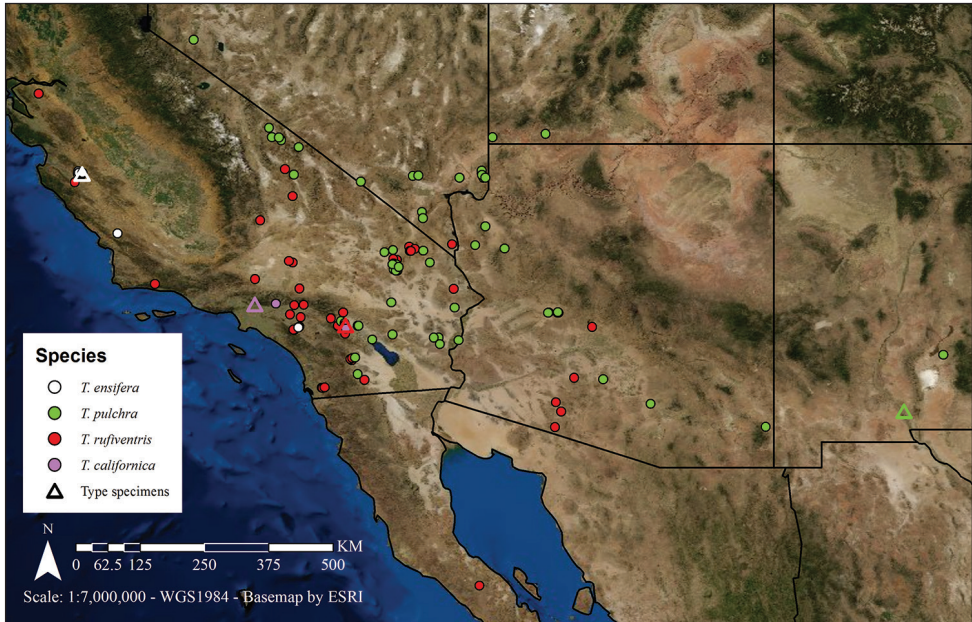 Species
T. ensifera
T. pulchra
T. rufiventris
T. californica
Type specimens
N
KM
0 62.5 125 250 375 500
Scale: 1:7,000,000 - WGS1984 - Basemap by ESRI